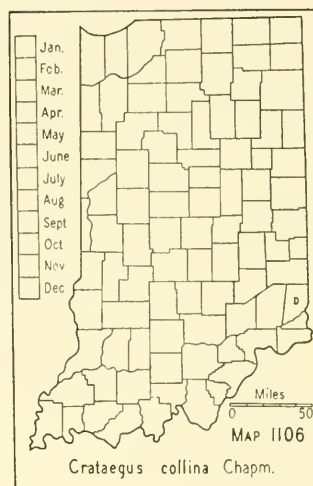 Jan.
Feb.
Mar.
Apr.
May
June
July
Aug
Sept
Oct
Nov
Dec
D
Miles
0 50
MAP 1106
Crataegus collina Chapm.